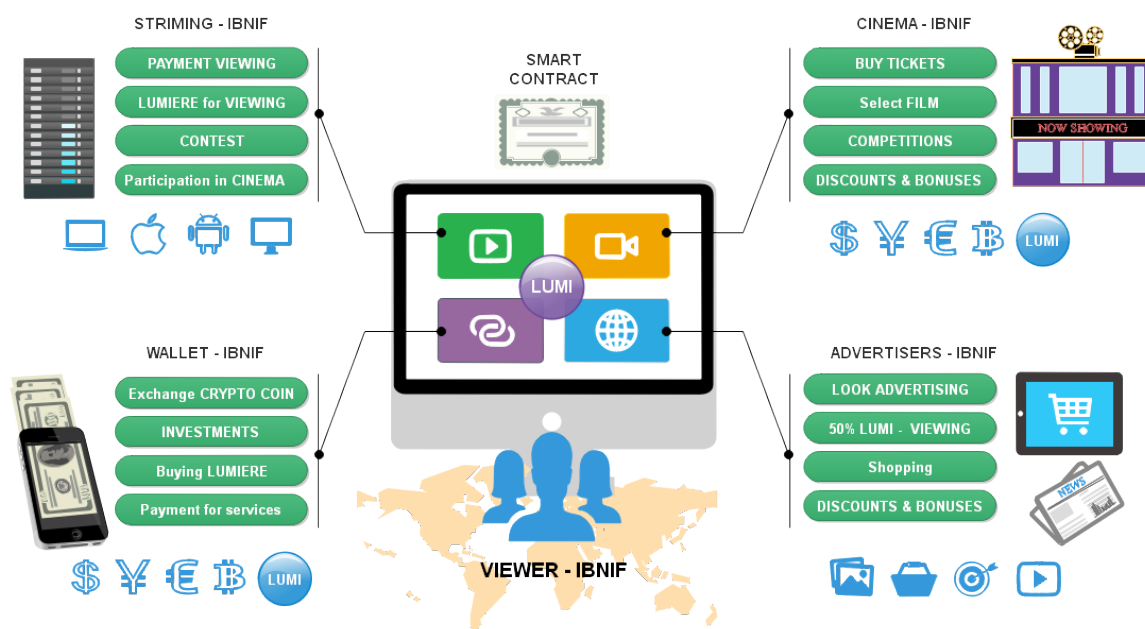 STRIMING - IBNIF
PAYMENT VIEWING
LUMIERE for VIEWING
CONTEST
Participation in CINEMA
SMART
CONTRACT
CINEMA - IBNIF
BUY TICKETS
Select FILM
COMPETITIONS
DISCOUNTS & BONUSES
NOW SHOWING
LUMI
LUMI
WALLET - IBNIF
Exchange CRYPTO COIN
INVESTMENTS
Buying LUMIERE
Payment for services
LUMI
ADVERTISERS - IBNIF
LOOK ADVERTISING
50% LUMI - VIEWING
Shopping
DISCOUNTS & BONUSES
NEWS
VIEWER - IBNIF